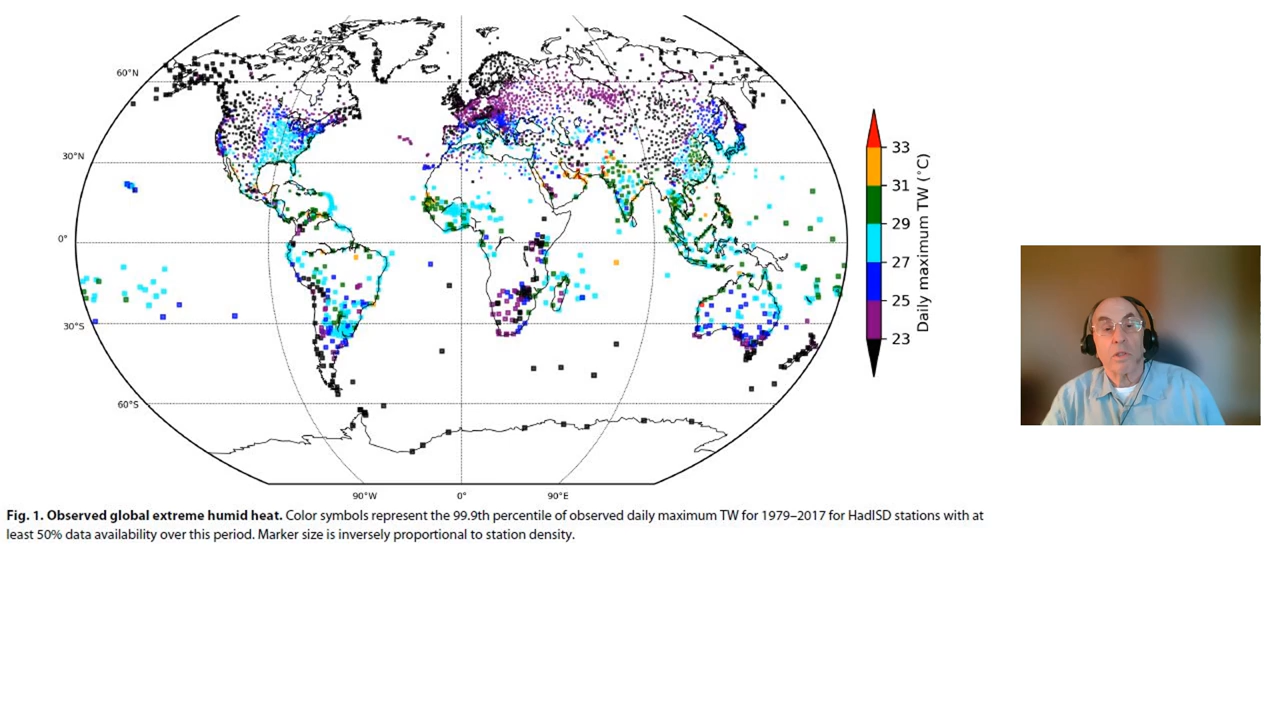 60°N
30°N
0°
30°S
60°S
90°W 0° 90°E
33
31
29
27
25
23
Daily maximum TW (°C)
Fig. 1. Observed global extreme humid heat. Color symbols represent the 99.9th percentile of observed daily maximum TW for 1979–2017 for HadISD stations with at
least 50% data availability over this period. Marker size is inversely proportional to station density.